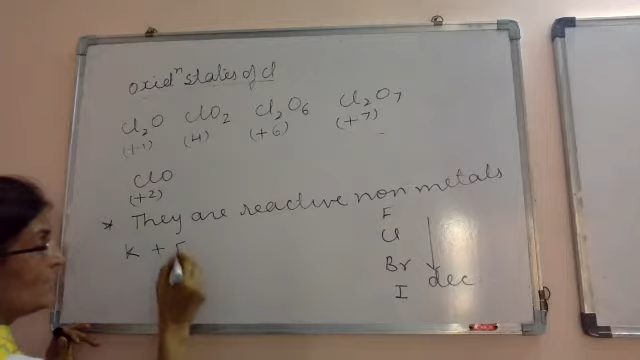 oxidⁿ states of Cl
Cl₂O ClO₂ Cl₂O₆ Cl₂O₇
(+1) (4) (+6) (+7)
ClO
(+2)
* They are reactive non metals
F
Cl
Br
I
dec
K +